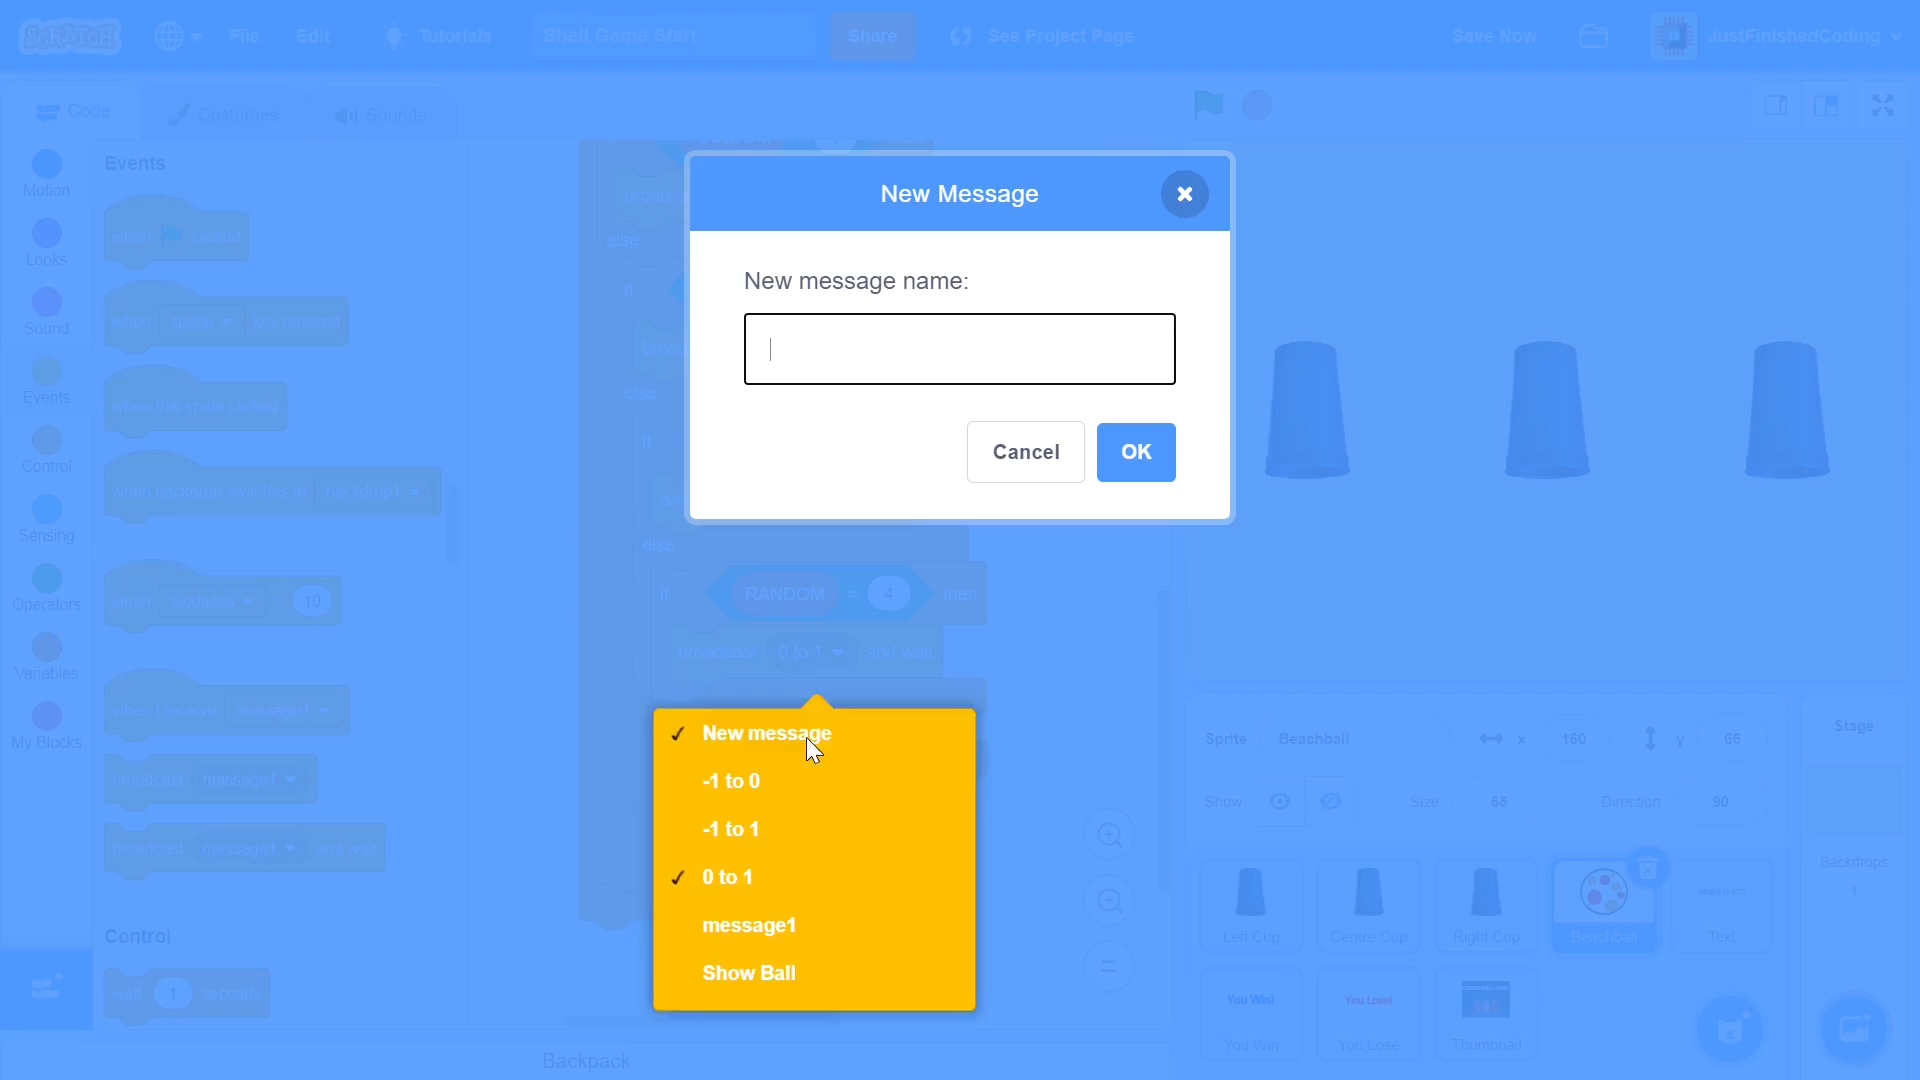 SCRATCH
File
Edit
Tutorials
Shell Game Start
Share
See Project Page
Save Now
JustFinishedCoding
Code
Costumes
Sounds
Motion
Looks
Sound
Events
Control
Sensing
Operators
Variables
My Blocks
Events
when clicked
when space key pressed
when this sprite clicked
when backdrop switches to backdrop1
when loudness 10
when I receive message1
broadcast message1
broadcast message1 and wait
Control
wait 1 seconds
else
if
else
if
else
if RANDOM = 4 then
broadcast 0 to 1 and wait
New Message
New message name:
Cancel
OK
✓ New message
-1 to 0
-1 to 1
✓ 0 to 1
message1
Show Ball
Backpack
Sprite Beachball x 160 y 66
Show Size 65 Direction 90
Left Cup
Centre Cup
Right Cup
Beachball
Text
You Win!
You Win
You Lose!
You Lose
Thumbnail
Stage
Backdrops
1